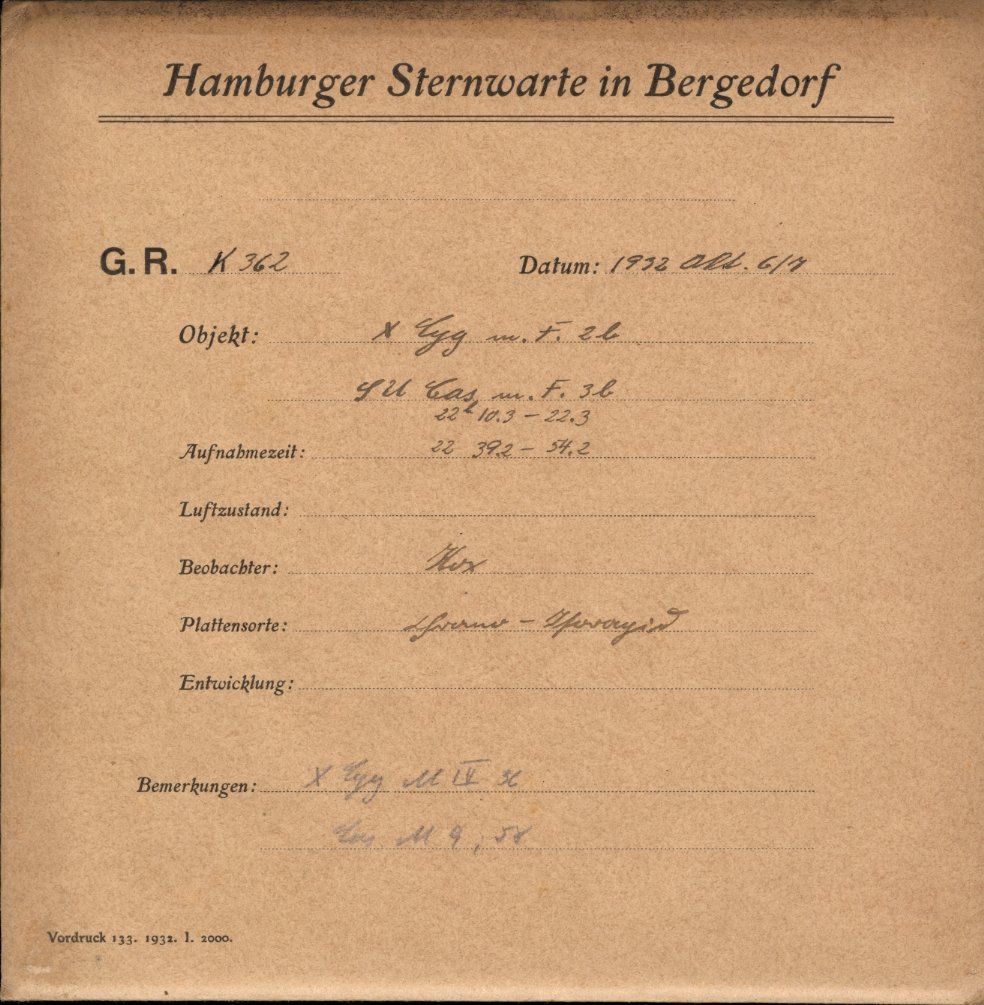 Hamburger Sternwarte in Bergedorf
G. R. K 362 Datum: 1932 Okt. 6/7
Objekt: X Cyg m. F. 2b
SU Cas m. F. 3b
22h 10.3 – 22.3
Aufnahmezeit: 22 39.2 – 54.2
Luftzustand:
Beobachter:
Plattensorte: Chromo –
Entwicklung:
Bemerkungen: X Cyg M IV
Cas M 9, 58
Vordruck 133. 1932. I. 2000.